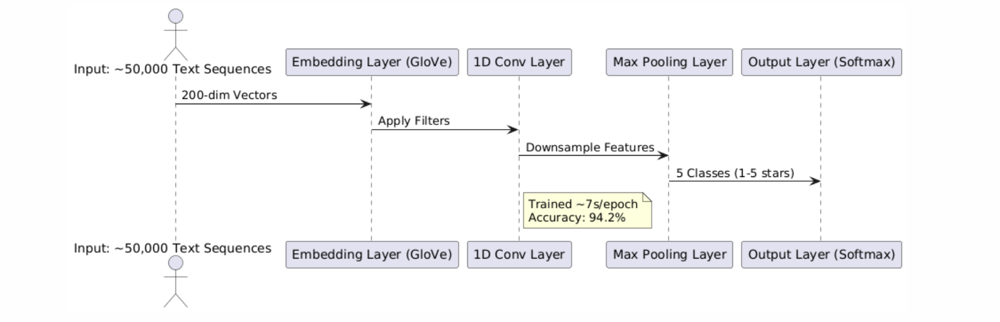 Input: ~50,000 Text Sequences
Embedding Layer (GloVe)
1D Conv Layer
Max Pooling Layer
Output Layer (Softmax)
200-dim Vectors
Apply Filters
Downsample Features
5 Classes (1-5 stars)
Trained ~7s/epoch
Accuracy: 94.2%
Input: ~50,000 Text Sequences
Embedding Layer (GloVe)
1D Conv Layer
Max Pooling Layer
Output Layer (Softmax)